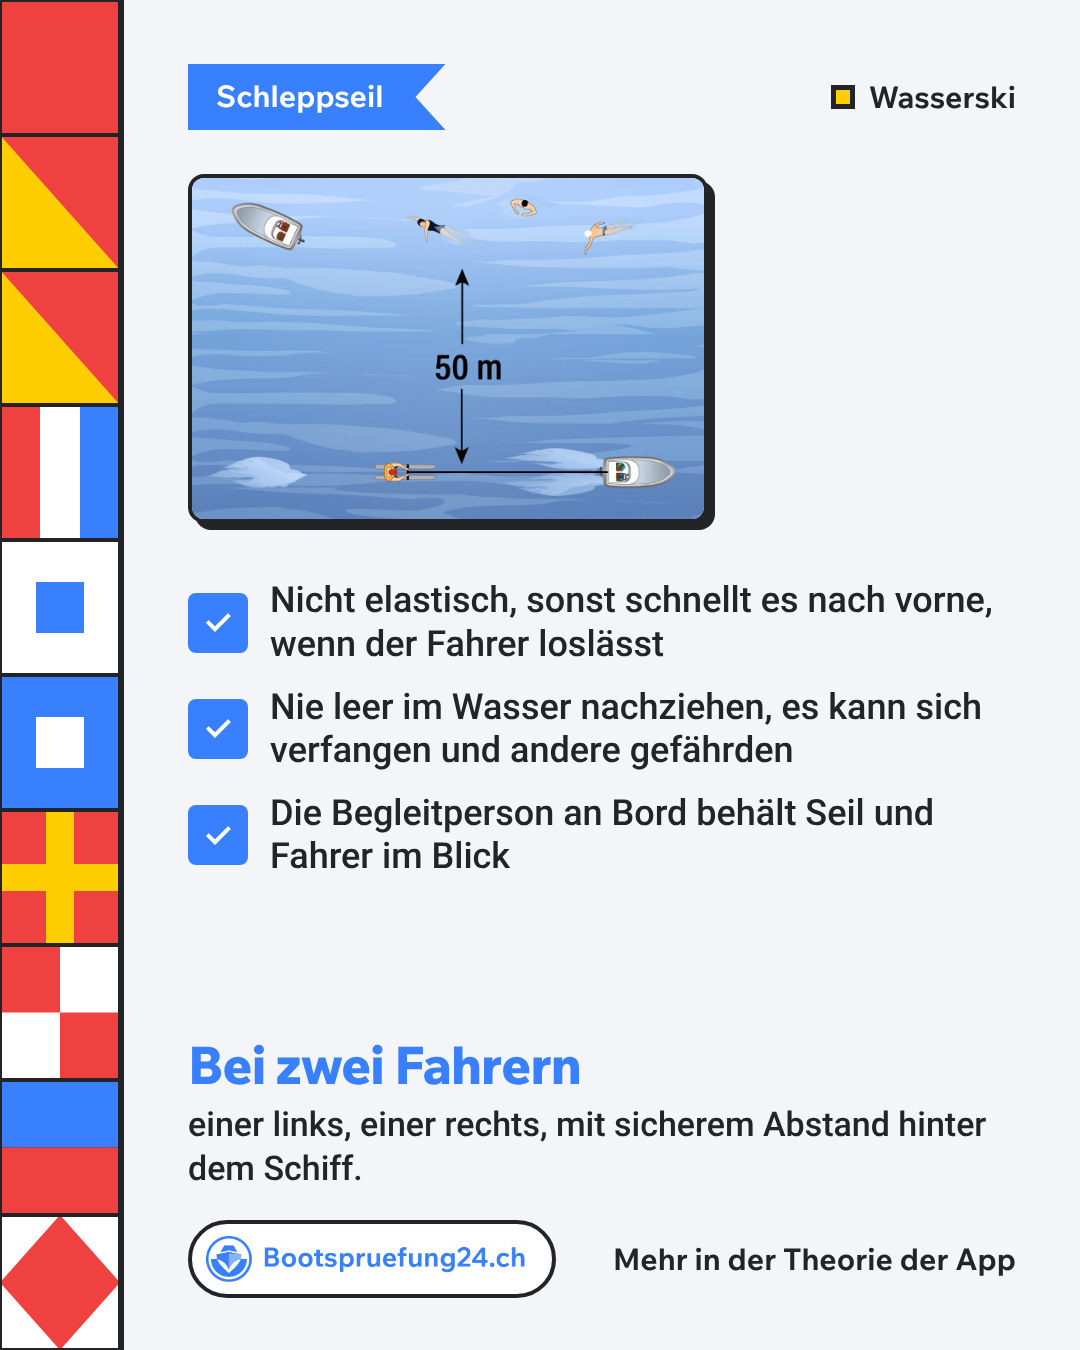 Schleppseil
Wasserski
50 m
Nicht elastisch, sonst schnellt es nach vorne,
wenn der Fahrer loslässt
Nie leer im Wasser nachziehen, es kann sich
verfangen und andere gefährden
Die Begleitperson an Bord behält Seil und
Fahrer im Blick
Bei zwei Fahrern
einer links, einer rechts, mit sicherem Abstand hinter
dem Schiff.
Bootspruefung24.ch
Mehr in der Theorie der App